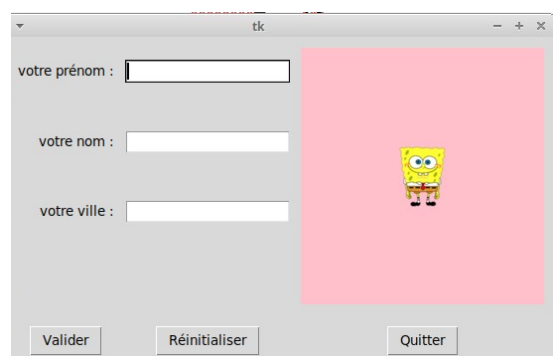 tk
votre prénom :
votre nom :
votre ville :
Valider Réinitialiser Quitter